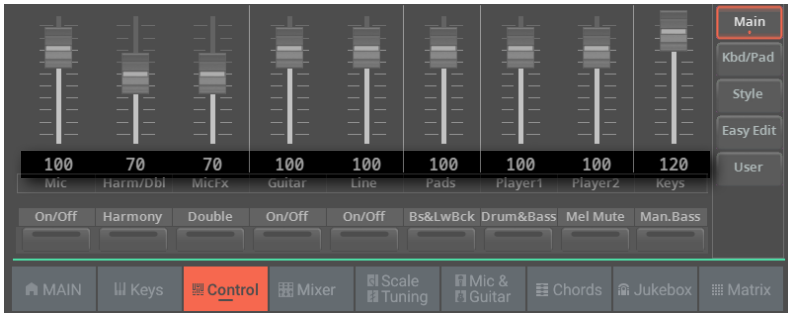 Main
Kbd/Pad
Style
Easy Edit
User
100 70 70 100 100 100 100 100 120
Mic Harm/Dbl MicFx Guitar Line Pads Player1 Player2 Keys
On/Off Harmony Double On/Off On/Off Bs&LwBck Drum&Bass Mel Mute Man.Bass
MAIN Keys Control Mixer Scale Tuning Mic & Guitar Chords Jukebox Matrix